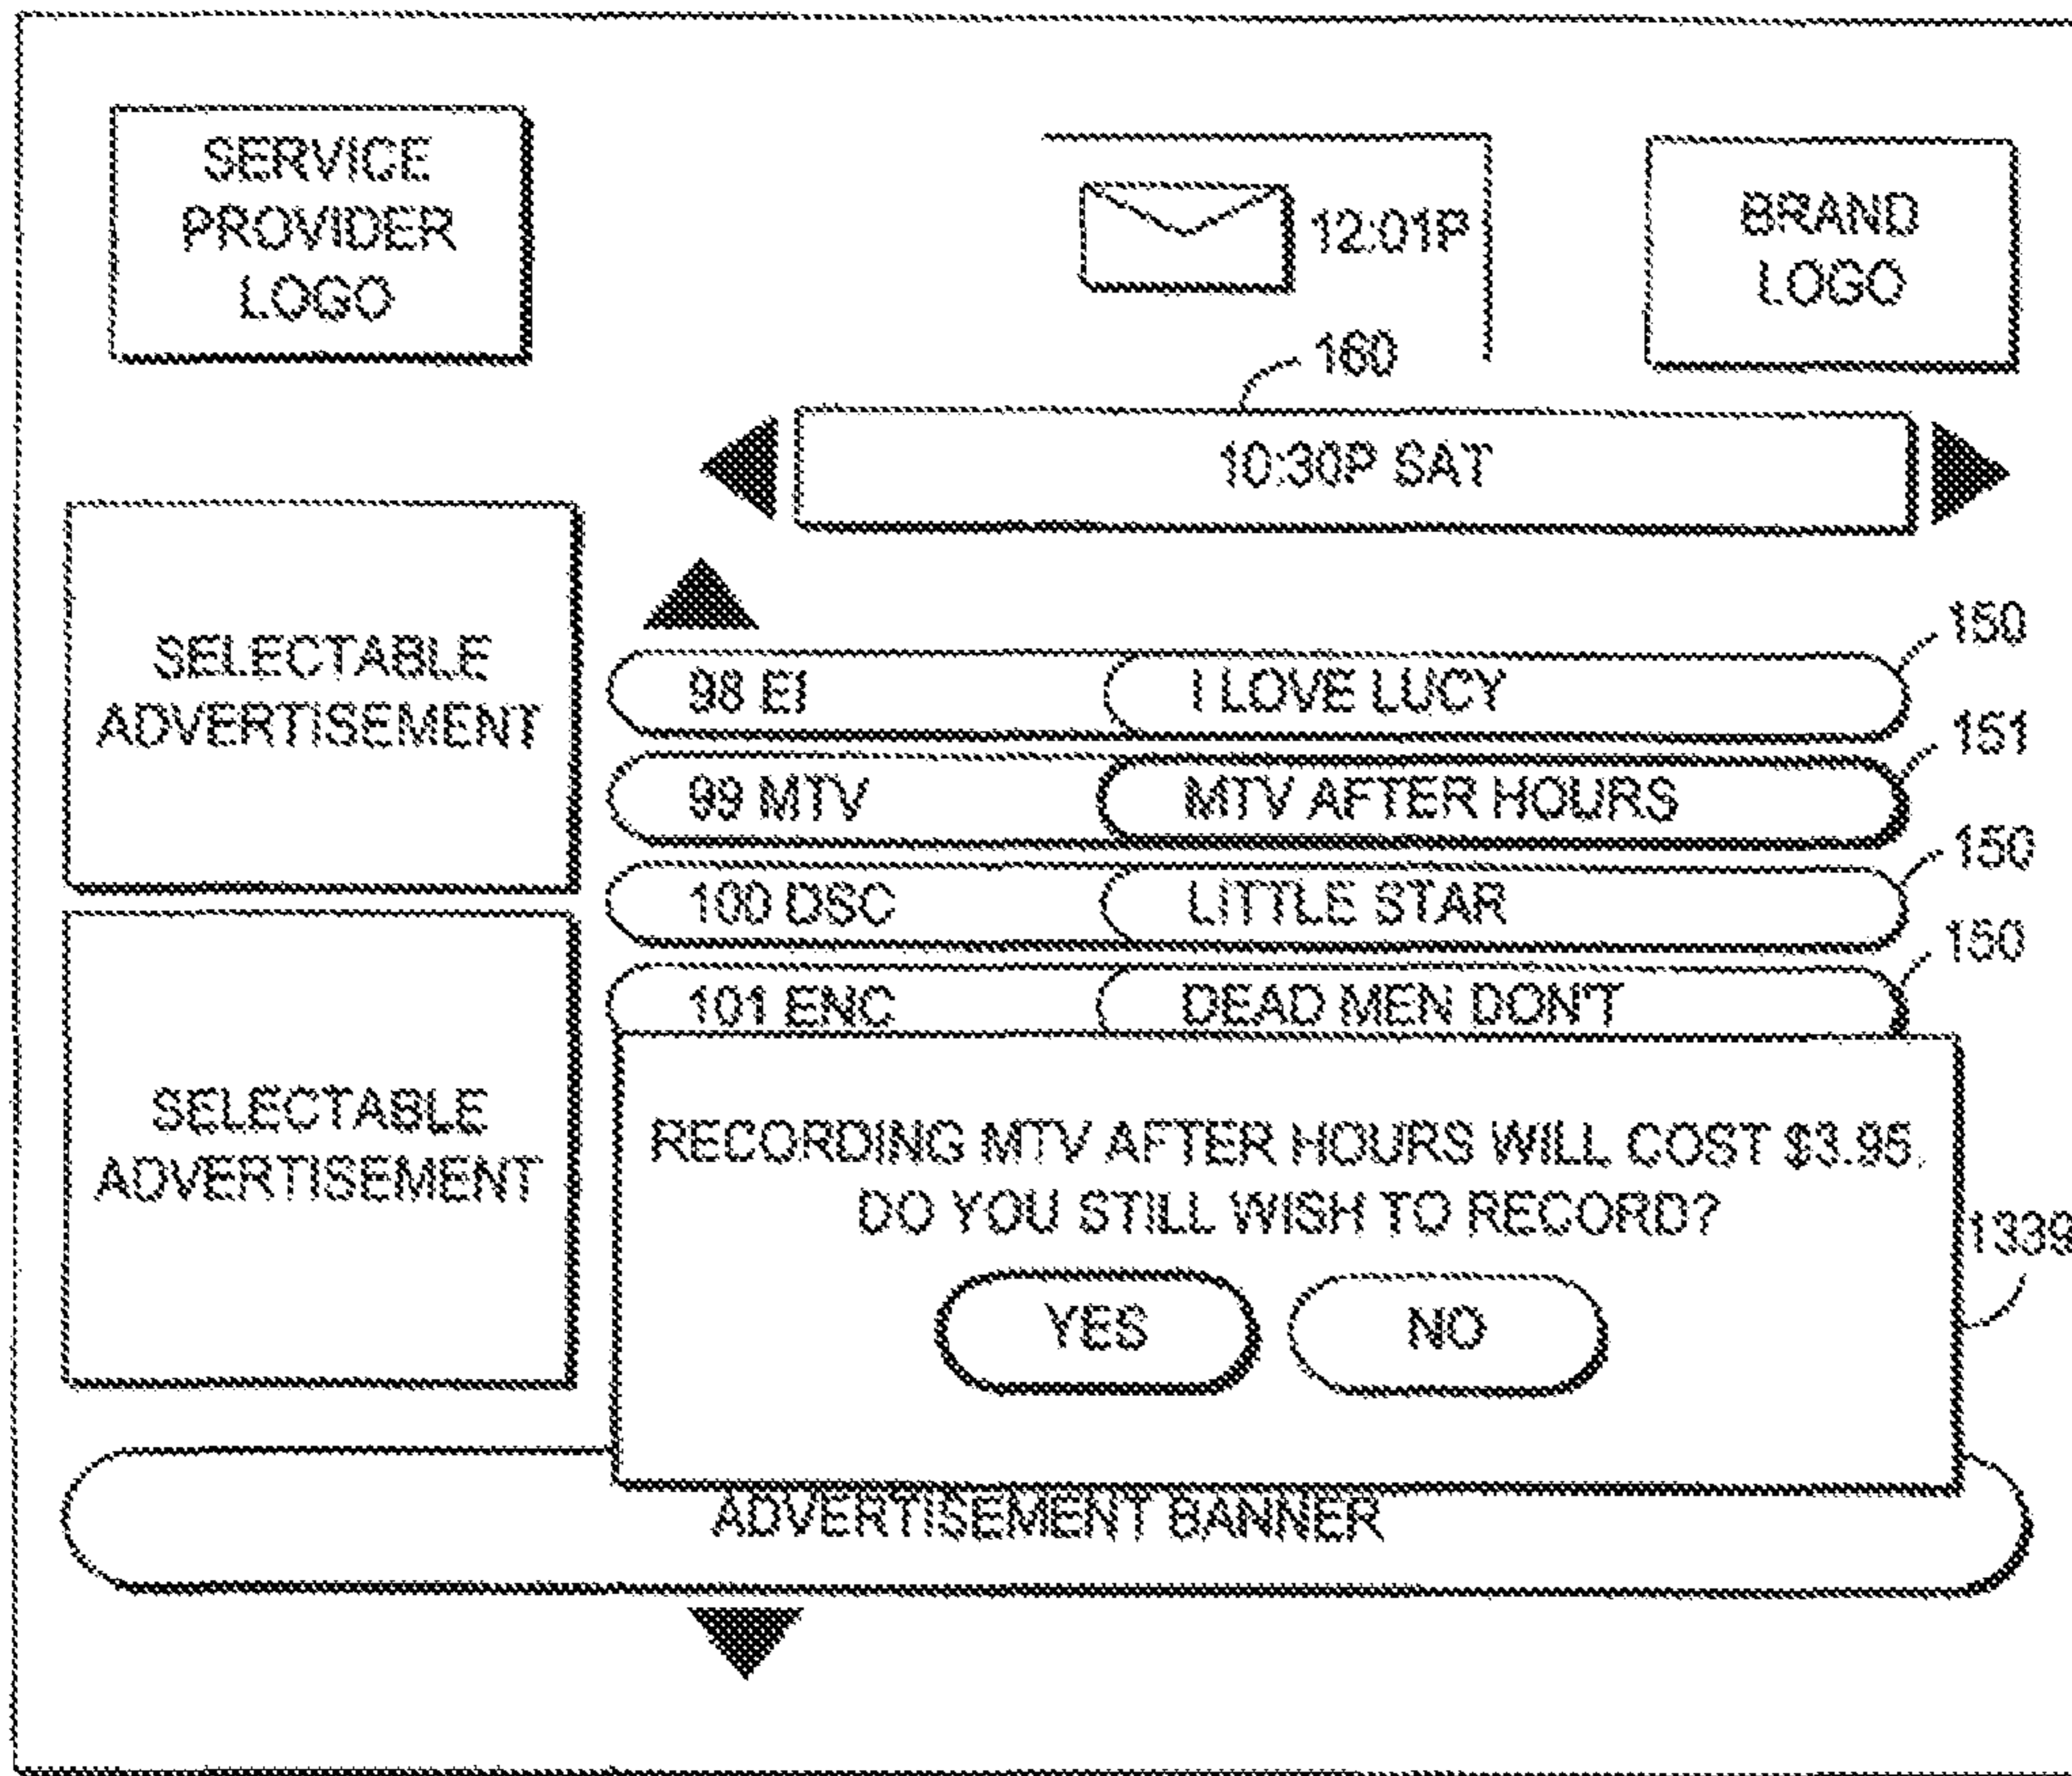 SERVICE
PROVIDER
LOGO
12:01P
BRAND
LOGO
160
10:30P SAT
SELECTABLE
ADVERTISEMENT
150
98 EI I LOVE LUCY
151
99 MTV MTV AFTER HOURS
150
100 DSC LITTLE STAR
150
101 ENC DEAD MEN DON'T
SELECTABLE
ADVERTISEMENT
RECORDING MTV AFTER HOURS WILL COST $3.95.
DO YOU STILL WISH TO RECORD?
1339
YES NO
ADVERTISEMENT BANNER